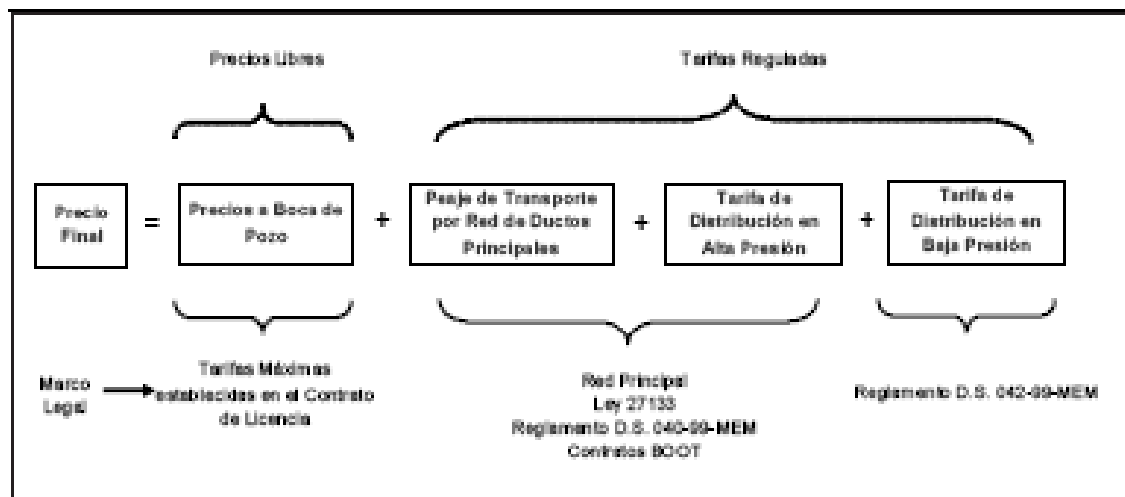 Precios Libres
Tarifas Reguladas
Precio
Final
=
Precios a Boca de
Pozo
+
Peaje de Transporte
por Red de Ductos
Principales
+
Tarifa de
Distribución en
Alta Presión
+
Tarifa de
Distribución en
Baja Presión
Marco
Legal
Tarifas Máximas
establecidas en el Contrato
de Licencia
Red Principal
Ley 27133
Reglamento D.S. 040-99-MEM
Contratos BOOT
Reglamento D.S. 042-99-MEM